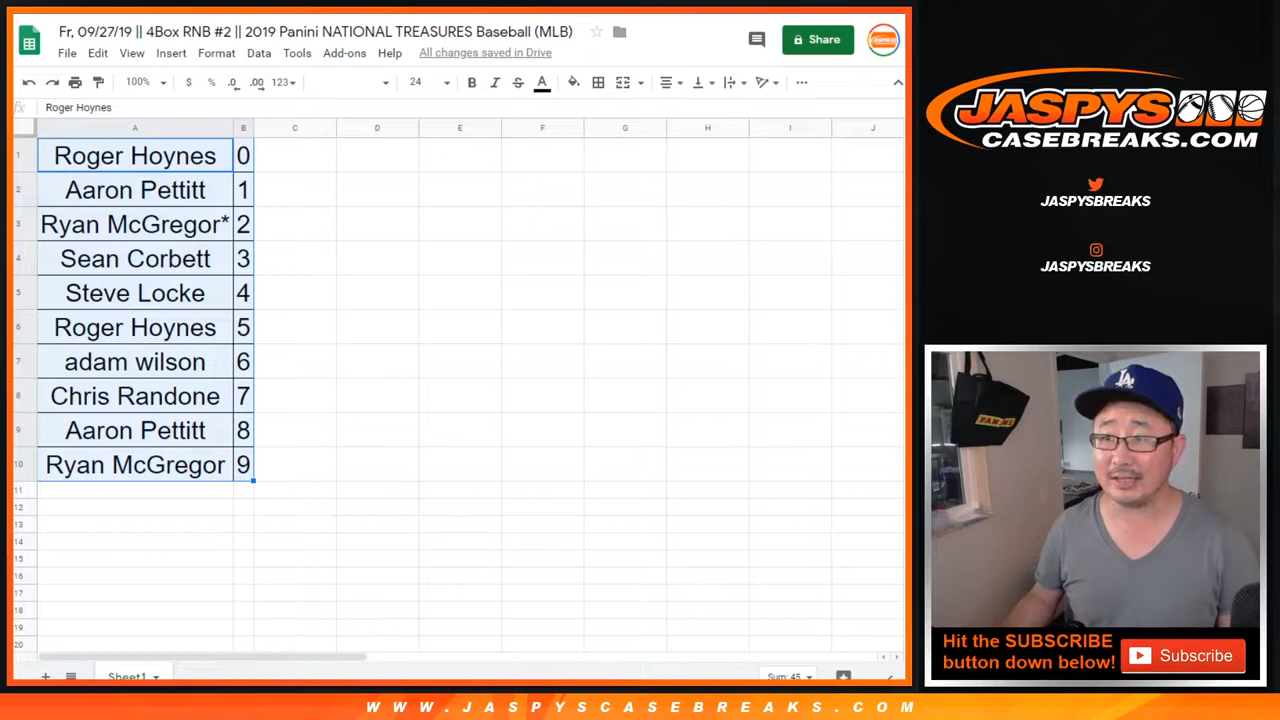 Fr, 09/27/19 || 4Box RNB #2 || 2019 Panini NATIONAL TREASURES Baseball (MLB)
File Edit View Insert Format Data Tools Add-ons Help All changes saved in Drive
Share
100% $ % .0 .00 123 24 B I S A
fx Roger Hoynes
A B C D E F G H I J
1 Roger Hoynes 0
2 Aaron Pettitt 1
3 Ryan McGregor* 2
4 Sean Corbett 3
5 Steve Locke 4
6 Roger Hoynes 5
7 adam wilson 6
8 Chris Randone 7
9 Aaron Pettitt 8
10 Ryan McGregor 9
11
12
13
14
15
16
17
18
19
20
Sheet1
Sum: 45
JASPYS
CASEBREAKS.COM
JASPYSBREAKS
JASPYSBREAKS
LA
PANINI
Hit the SUBSCRIBE
button down below!
Subscribe
WWW.JASPYSCASEBREAKS.COM